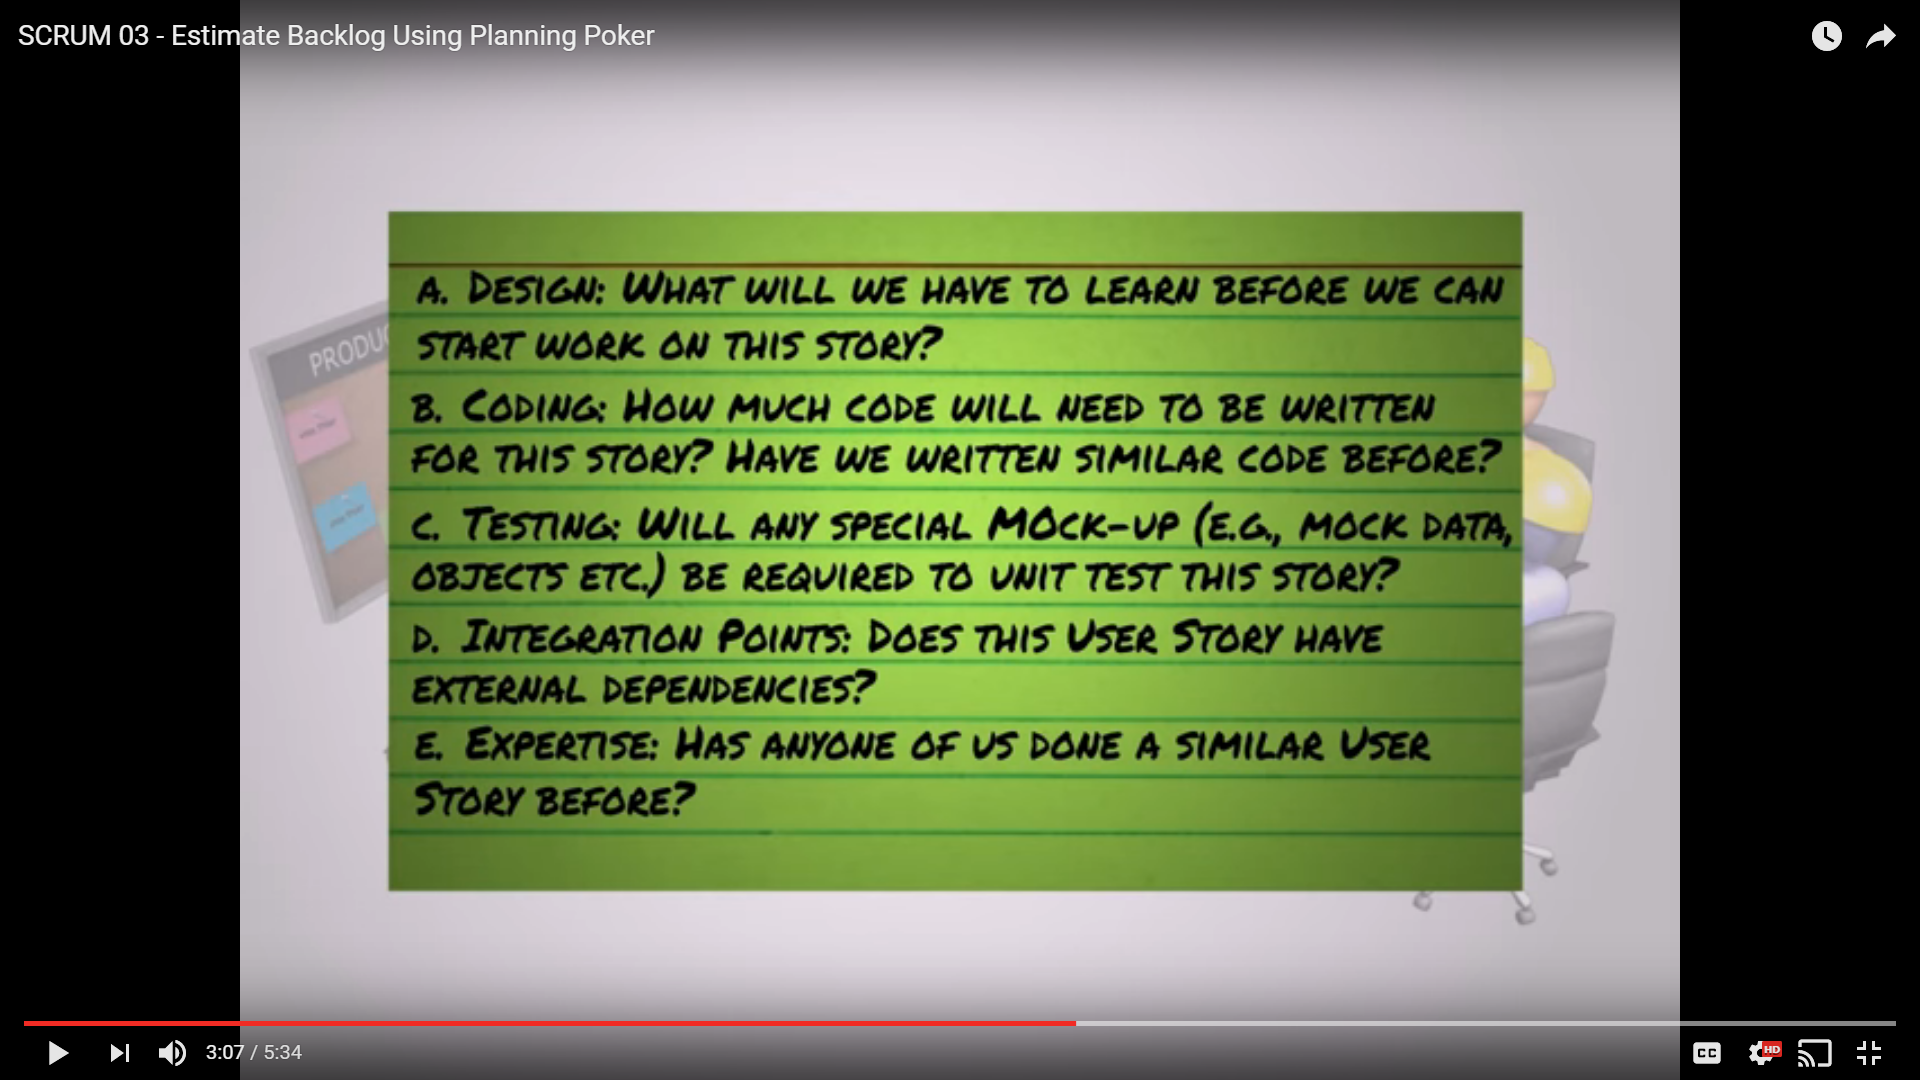 SCRUM 03 - Estimate Backlog Using Planning Poker
PRODUC
A. DESIGN: WHAT WILL WE HAVE TO LEARN BEFORE WE CAN
START WORK ON THIS STORY?
B. CODING: HOW MUCH CODE WILL NEED TO BE WRITTEN
FOR THIS STORY? HAVE WE WRITTEN SIMILAR CODE BEFORE?
C. TESTING: WILL ANY SPECIAL MOCK-UP (E.G., MOCK DATA,
OBJECTS ETC.) BE REQUIRED TO UNIT TEST THIS STORY?
D. INTEGRATION POINTS: DOES THIS USER STORY HAVE
EXTERNAL DEPENDENCIES?
E. EXPERTISE: HAS ANYONE OF US DONE A SIMILAR USER
STORY BEFORE?
3:07 / 5:34
CC
HD